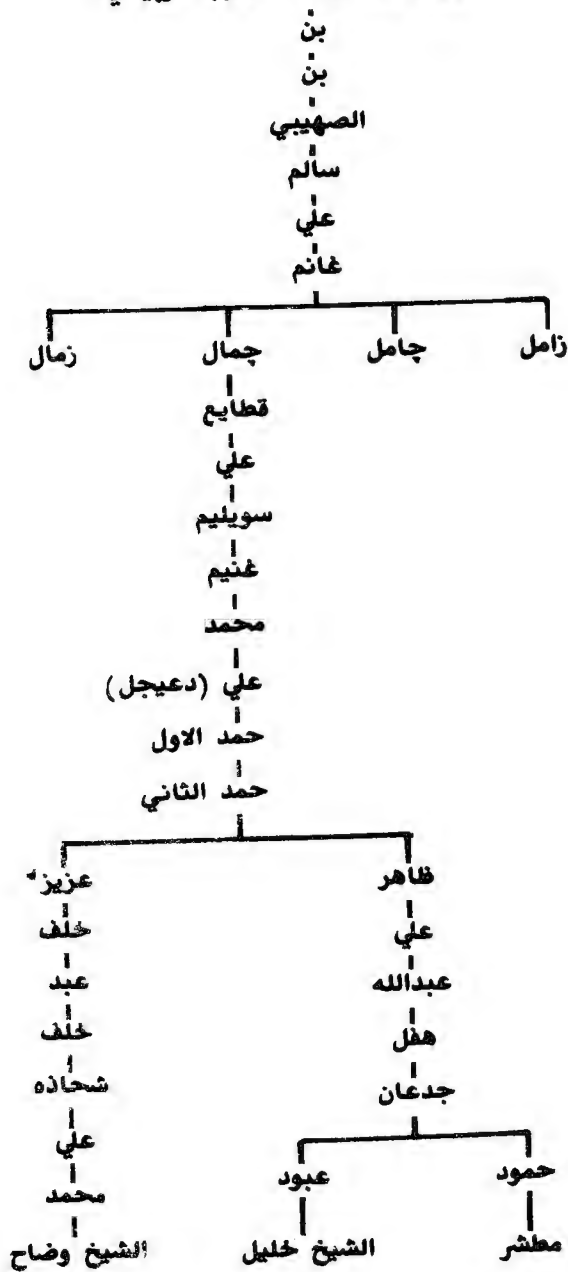 بن
بن
الصهيبي
سالم
علي
غانم
زامل چامل چمال زمال
قطايع
علي
سويليم
غنيم
محمد
علي (دعيجل)
حمد الاول
حمد الثاني
ظاهر عزيز*
علي خلف
عبدالله عبد
هفل خلف
جدعان شحاذه
علي
حمود عبود محمد
مطشر الشيخ خليل الشيخ وضاح